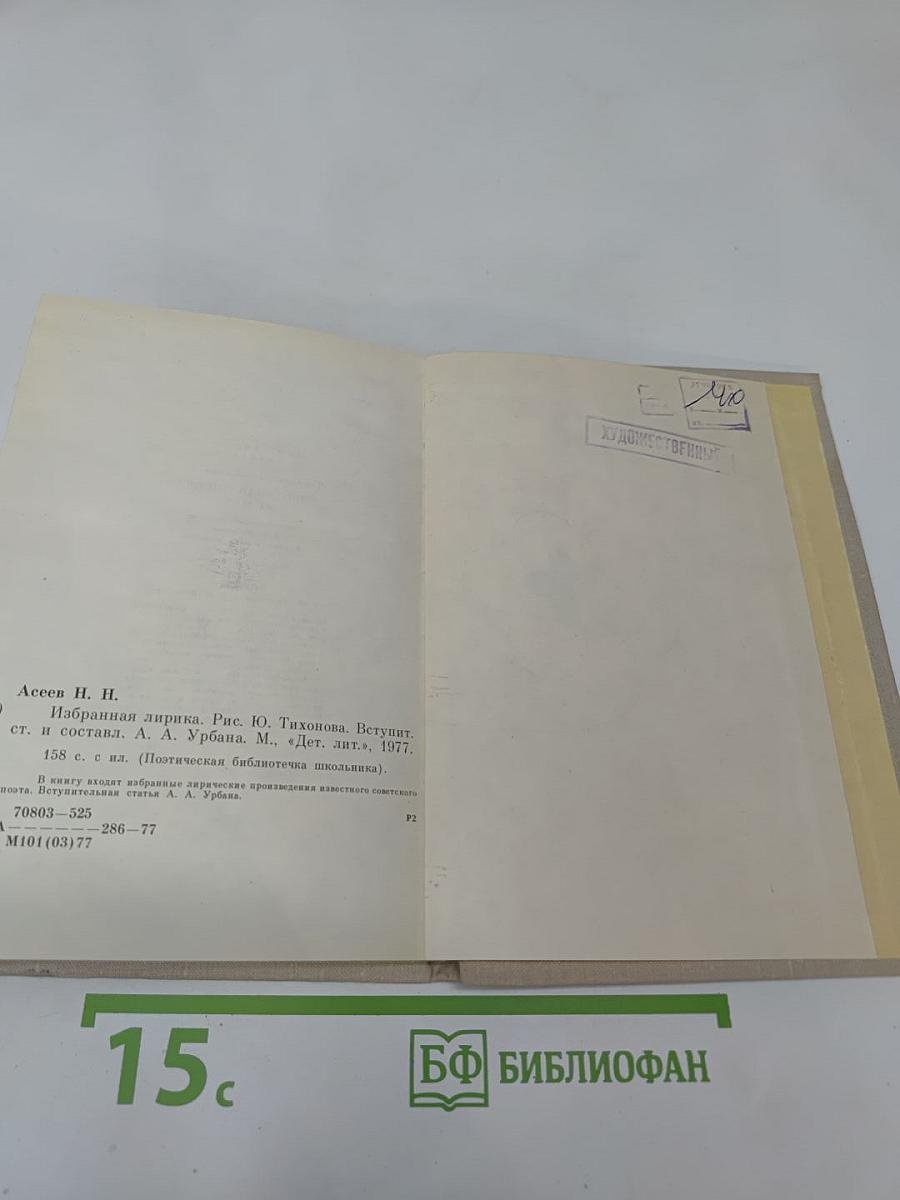 Асеев Н. Н.
) Избранная лирика. Рис. Ю. Тихонова. Вступит.
ст. и составл. А. А. Урбана. М., «Дет. лит.», 1977.
158 с. с ил. (Поэтическая библиотечка школьника).
В книгу входят избранные лирические произведения известного советского
поэта. Вступительная статья А. А. Урбана.
70803—525
А——————286—77
М101(03)77
Р2
ХУДОЖЕСТВЕННЫЙ
15 с
БФ БИБЛИОФАН